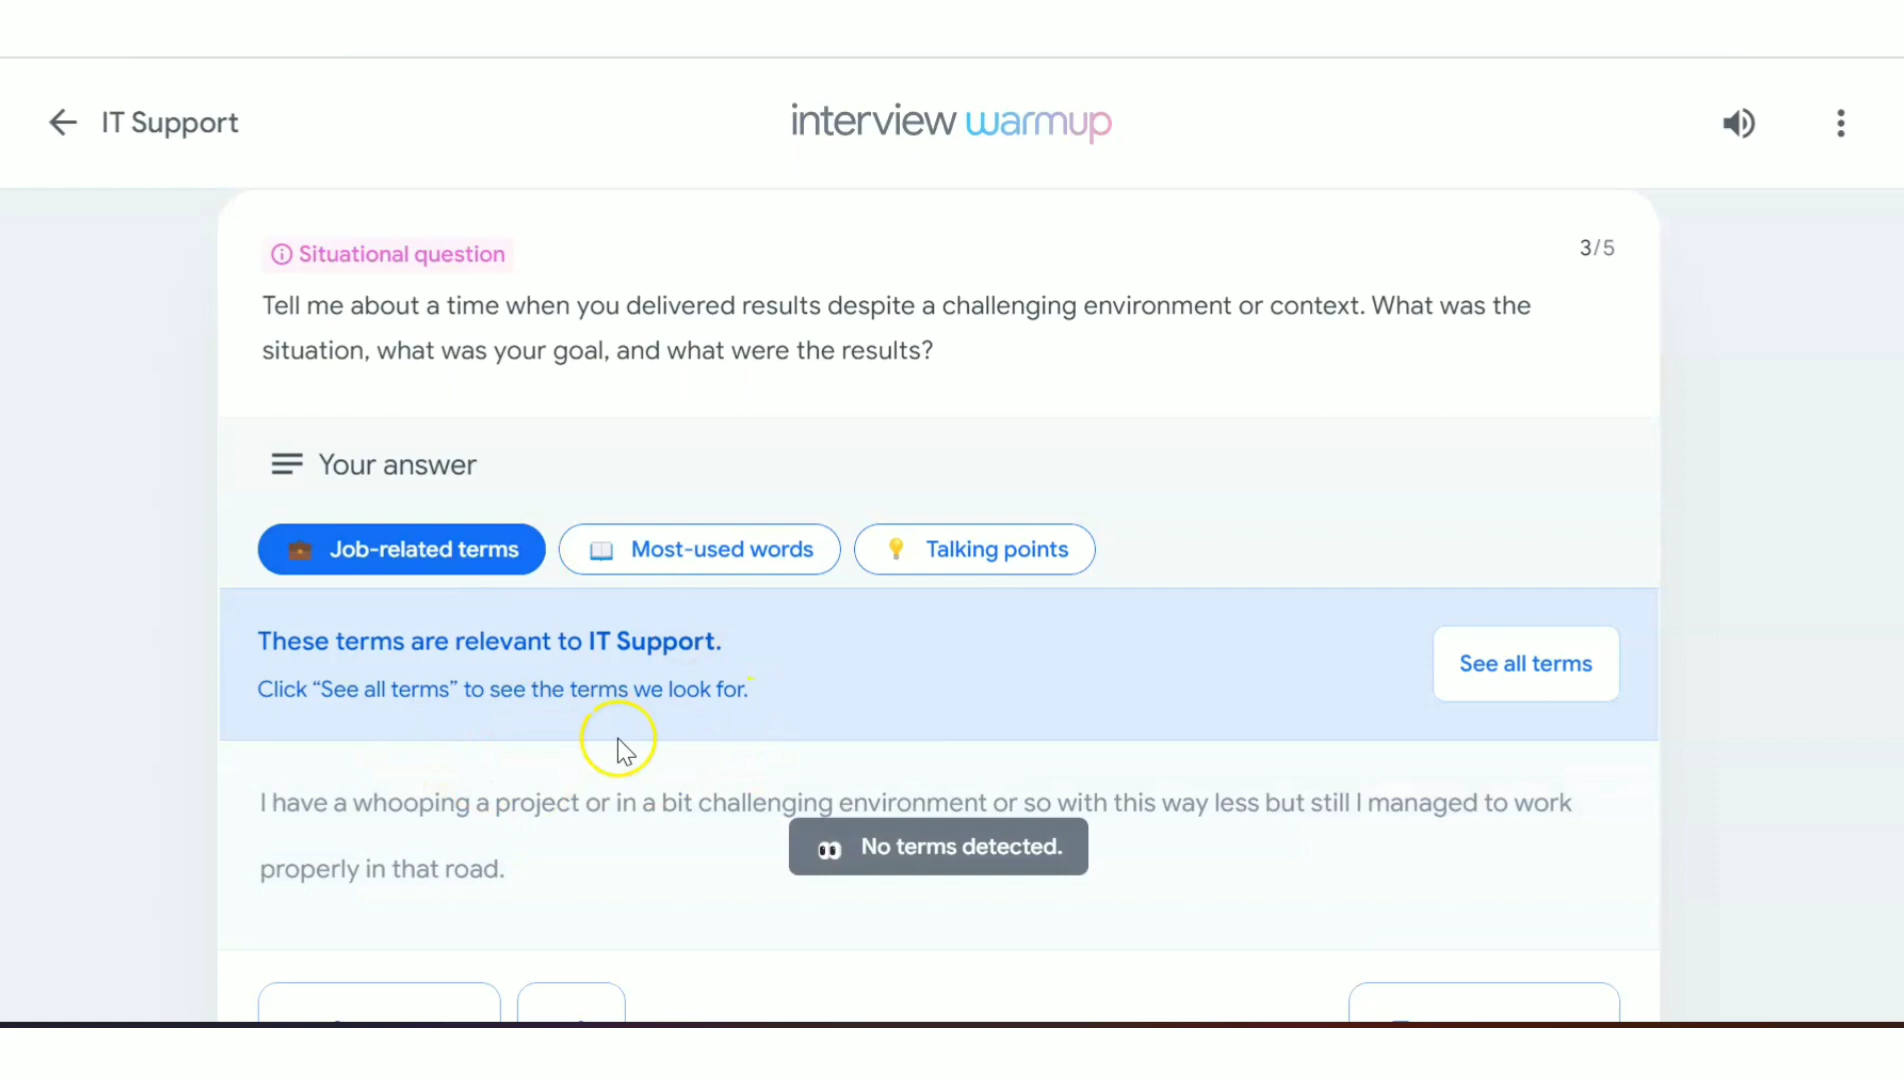 IT Support
interview warmup
Situational question
3/5
Tell me about a time when you delivered results despite a challenging environment or context. What was the
situation, what was your goal, and what were the results?
Your answer
Job-related terms
Most-used words
Talking points
These terms are relevant to IT Support.
Click “See all terms” to see the terms we look for.
See all terms
I have a whooping a project or in a bit challenging environment or so with this way less but still I managed to work
properly in that road.
No terms detected.